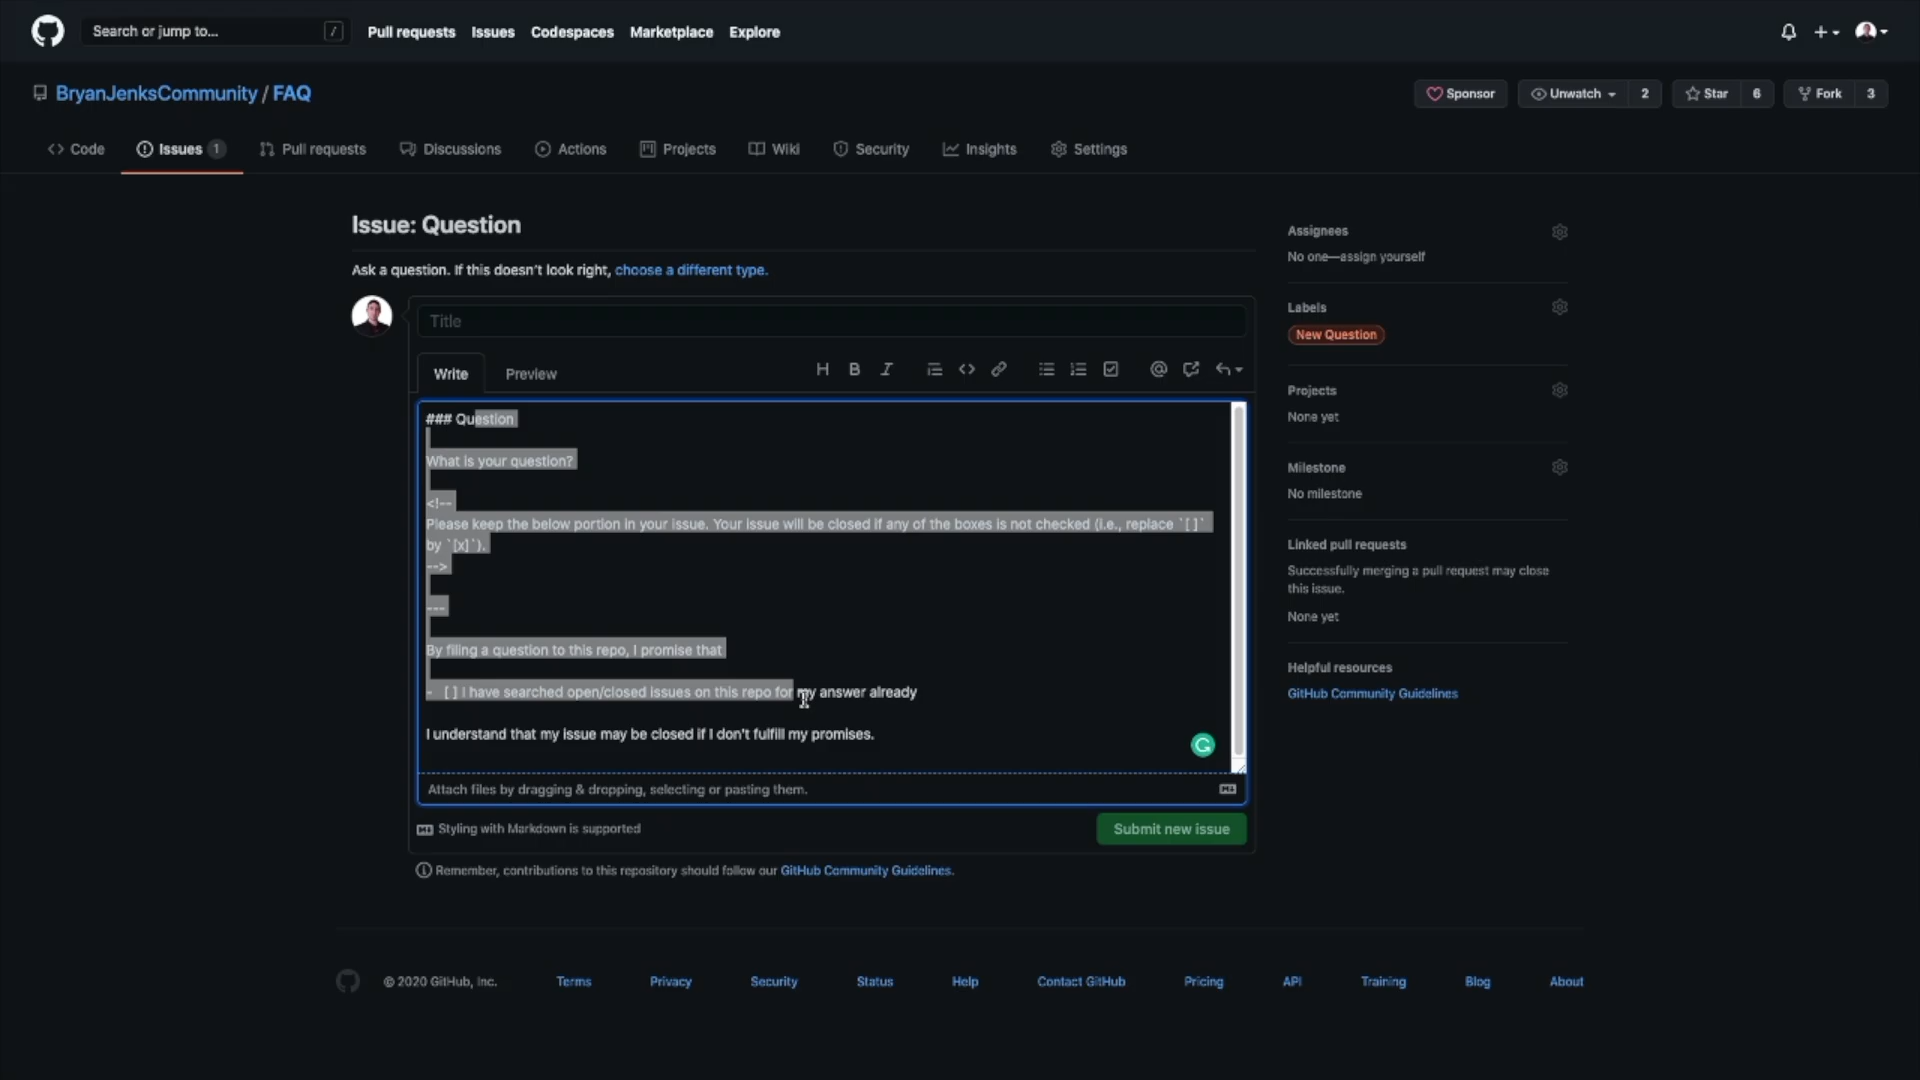 Search or jump to... /
Pull requests Issues Codespaces Marketplace Explore
BryanJenksCommunity / FAQ
Sponsor Unwatch 2 Star 6 Fork 3
Code Issues 1 Pull requests Discussions Actions Projects Wiki Security Insights Settings
Issue: Question
Ask a question. If this doesn't look right, choose a different type.
Title
Write Preview
### Question
What is your question?
<!--
Please keep the below portion in your issue. Your issue will be closed if any of the boxes is not checked (i.e., replace `[ ]`
by `[x]`).
-->
---
By filing a question to this repo, I promise that
- [ ] I have searched open/closed issues on this repo for my answer already
I understand that my issue may be closed if I don't fulfill my promises.
Attach files by dragging & dropping, selecting or pasting them.
Styling with Markdown is supported
Submit new issue
Remember, contributions to this repository should follow our GitHub Community Guidelines.
Assignees
No one—assign yourself
Labels
New Question
Projects
None yet
Milestone
No milestone
Linked pull requests
Successfully merging a pull request may close
this issue.
None yet
Helpful resources
GitHub Community Guidelines
© 2020 GitHub, Inc. Terms Privacy Security Status Help Contact GitHub Pricing API Training Blog About